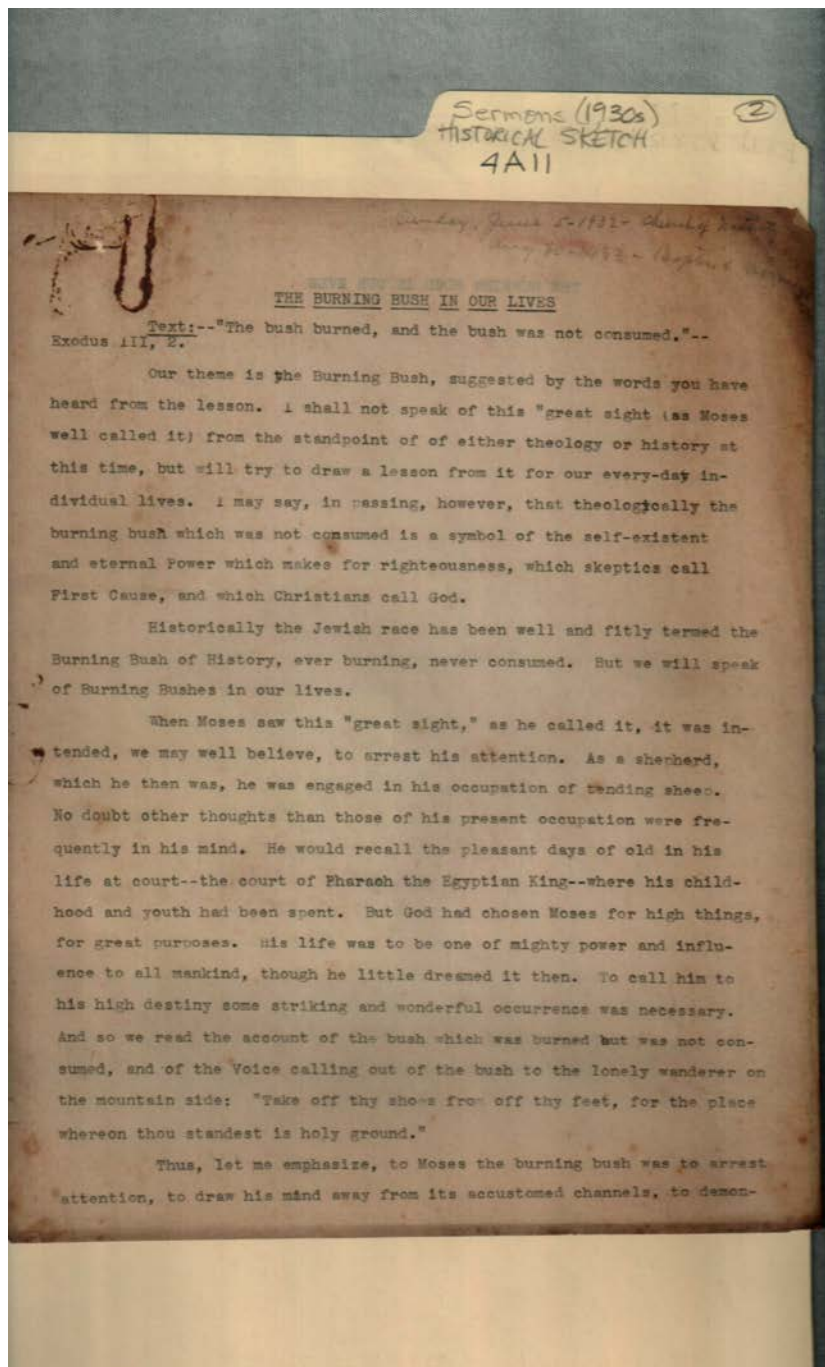 Sermons (1930s) 2
HISTORICAL SKETCH
4A11
Sunday, June 5-1932- Church
Aug
THE BURNING BUSH IN OUR LIVES
Text:--"The bush burned, and the bush was not consumed."--
Exodus III, 2.
Our theme is the Burning Bush, suggested by the words you have
heard from the lesson. I shall not speak of this "great sight (as Moses
well called it) from the standpoint of of either theology or history at
this time, but will try to draw a lesson from it for our every-day in-
dividual lives. I may say, in passing, however, that theologically the
burning bush which was not consumed is a symbol of the self-existent
and eternal Power which makes for righteousness, which skeptics call
First Cause, and which Christians call God.
Historically the Jewish race has been well and fitly termed the
Burning Bush of History, ever burning, never consumed. But we will speak
of Burning Bushes in our lives.
When Moses saw this "great sight," as he called it, it was in-
tended, we may well believe, to arrest his attention. As a shepherd,
which he then was, he was engaged in his occupation of tending sheep.
No doubt other thoughts than those of his present occupation were fre-
quently in his mind. He would recall the pleasant days of old in his
life at court--the court of Pharaoh the Egyptian King--where his child-
hood and youth had been spent. But God had chosen Moses for high things,
for great purposes. His life was to be one of mighty power and influ-
ence to all mankind, though he little dreamed it then. To call him to
his high destiny some striking and wonderful occurrence was necessary.
And so we read the account of the bush which was burned but was not con-
sumed, and of the Voice calling out of the bush to the lonely wanderer on
the mountain side: "Take off thy shoes from off thy feet, for the place
whereon thou standest is holy ground."
Thus, let me emphasize, to Moses the burning bush was to arrest
attention, to draw his mind away from its accustomed channels, to demon-